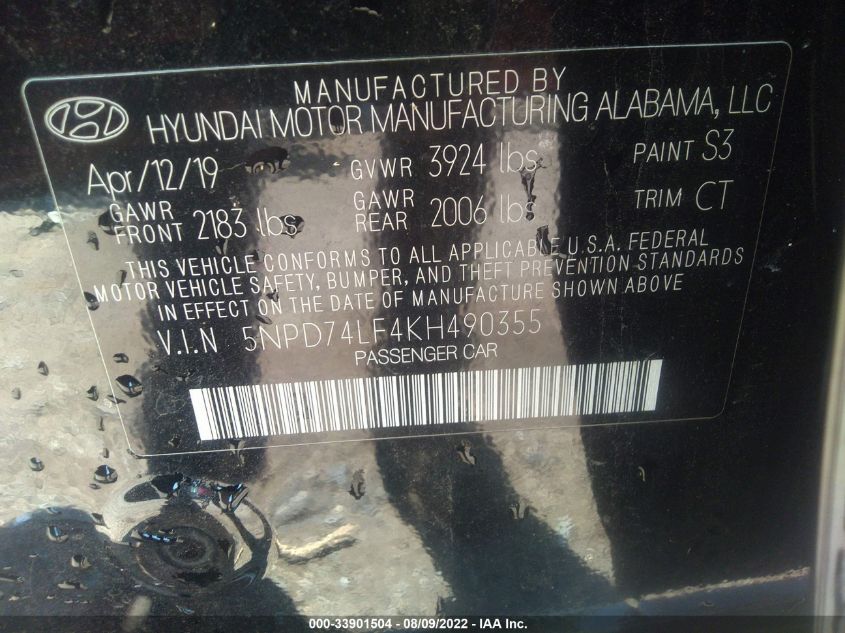 MANUFACTURED BY
HYUNDAI MOTOR MANUFACTURING ALABAMA, LLC
Apr/12/19 GVWR 3924 lbs PAINT S3
GAWR FRONT 2183 lbs GAWR REAR 2006 lbs TRIM CT
THIS VEHICLE CONFORMS TO ALL APPLICABLE U.S.A. FEDERAL
MOTOR VEHICLE SAFETY, BUMPER, AND THEFT PREVENTION STANDARDS
IN EFFECT ON THE DATE OF MANUFACTURE SHOWN ABOVE
V.I.N 5NPD74LF4KH490355
PASSENGER CAR
000-33901504 - 08/09/2022 - IAA Inc.